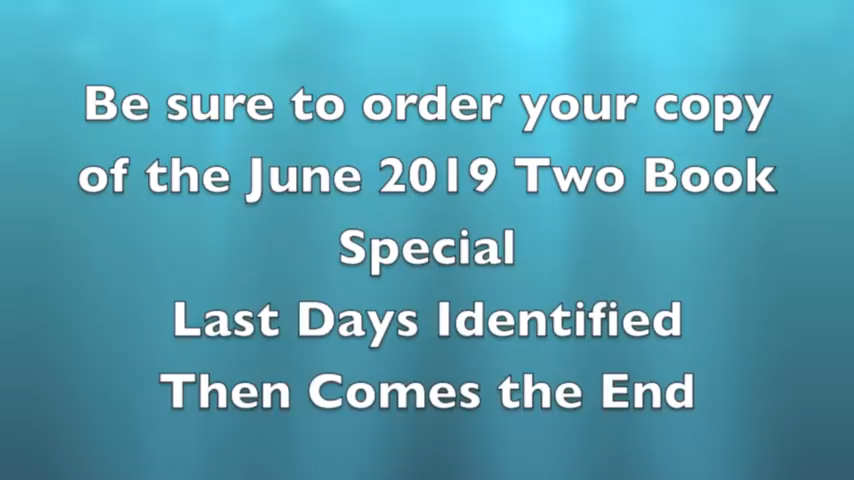 Be sure to order your copy
of the June 2019 Two Book
Special
Last Days Identified
Then Comes the End